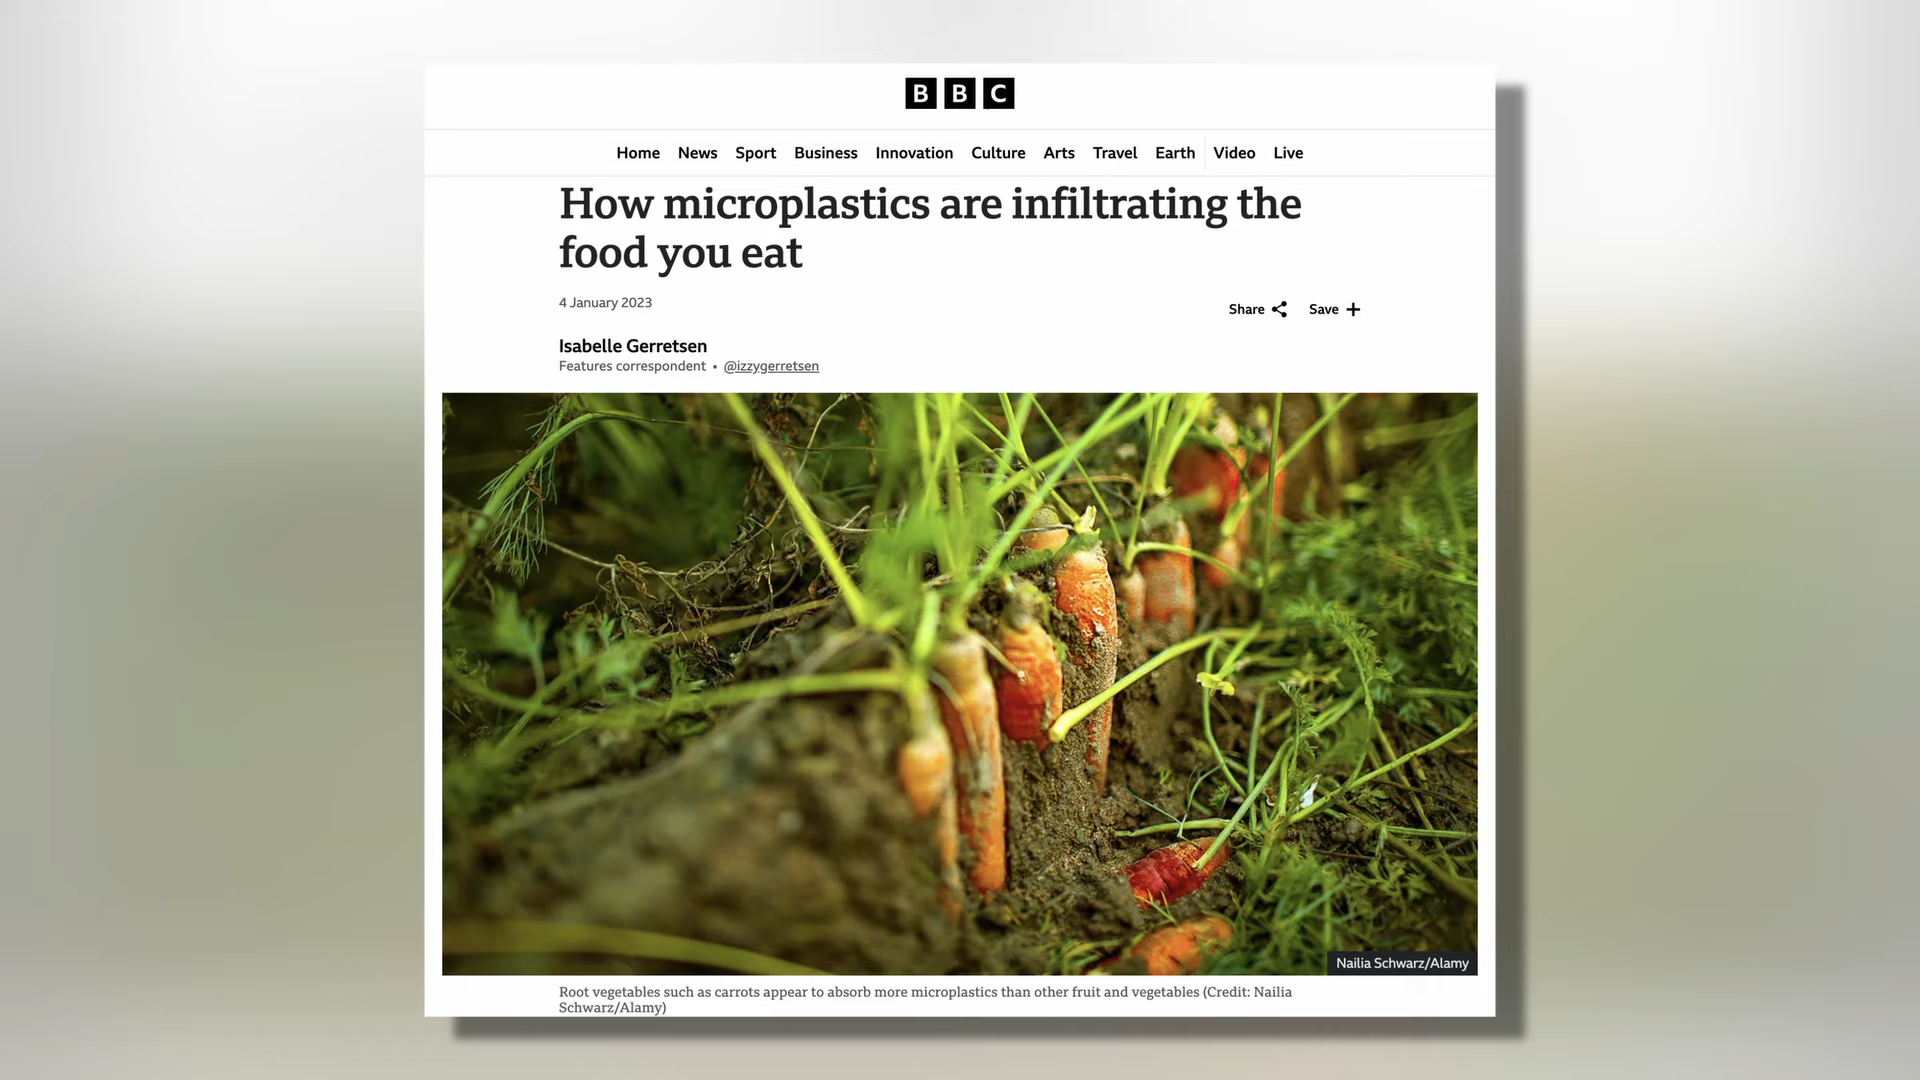 BBC
Home News Sport Business Innovation Culture Arts Travel Earth Video Live
How microplastics are infiltrating the
food you eat
4 January 2023
Share Save
Isabelle Gerretsen
Features correspondent • @izzygerretsen
Nailia Schwarz/Alamy
Root vegetables such as carrots appear to absorb more microplastics than other fruit and vegetables (Credit: Nailia
Schwarz/Alamy)